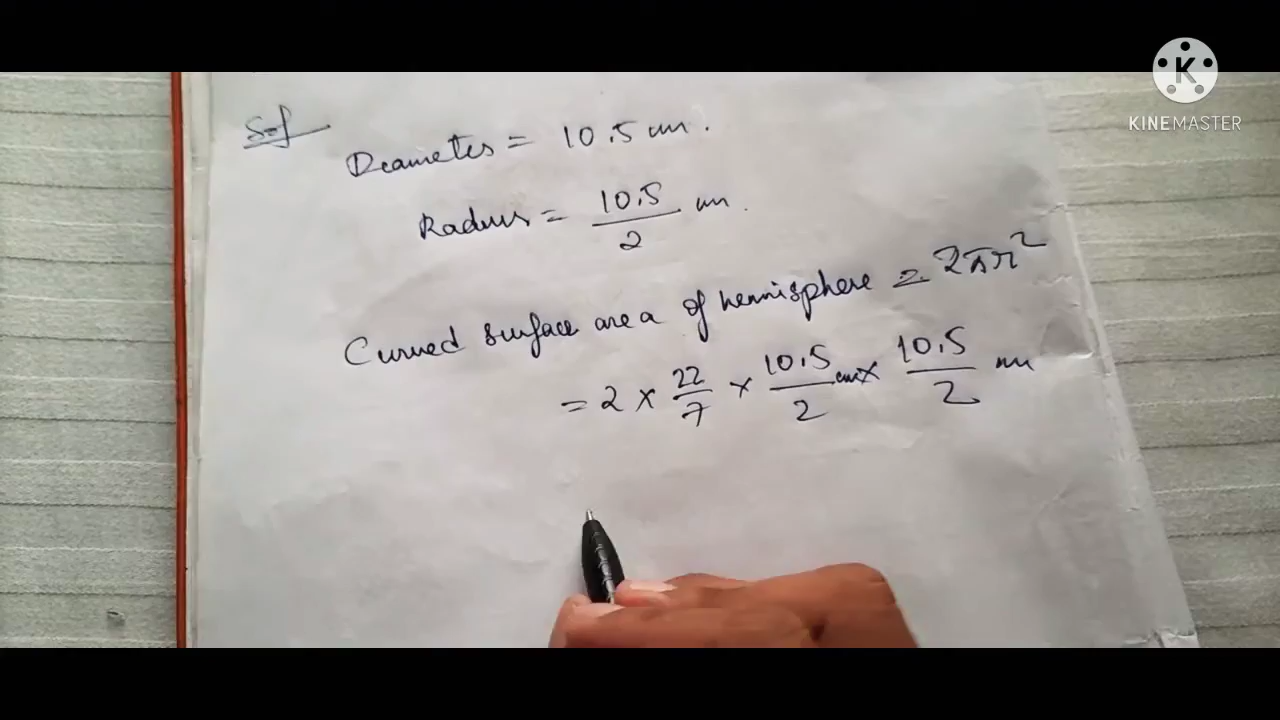 Sol
Diameter = 10.5 cm.
Radius = 10.5/2 cm.
Curved surface area of hemisphere = 2πr²
= 2 × 22/7 × 10.5/2 cm × 10.5/2 cm
K
KINEMASTER